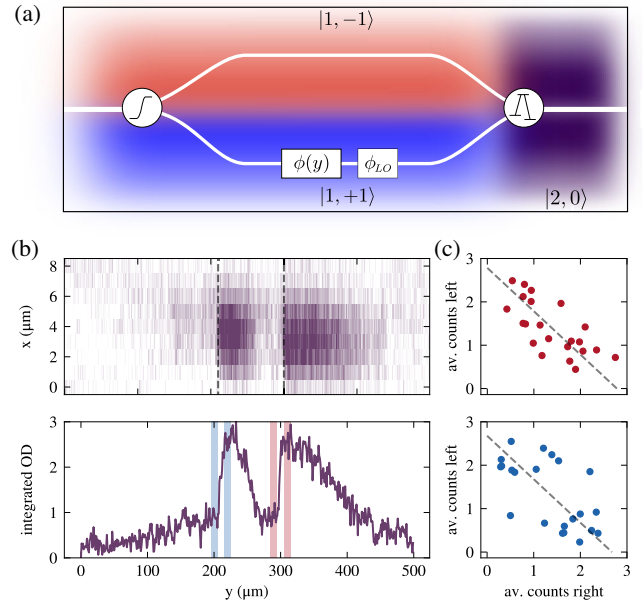 (a)
|1, −1⟩
ϕ(y)
ϕLO
|1, +1⟩
|2, 0⟩
(b)
(c)
8
6
4
2
0
x (μm)
3
2
1
0
av. counts left
3
2
1
0
integrated OD
0
100
200
300
400
500
y (μm)
3
2
1
0
av. counts left
0
1
2
3
av. counts right